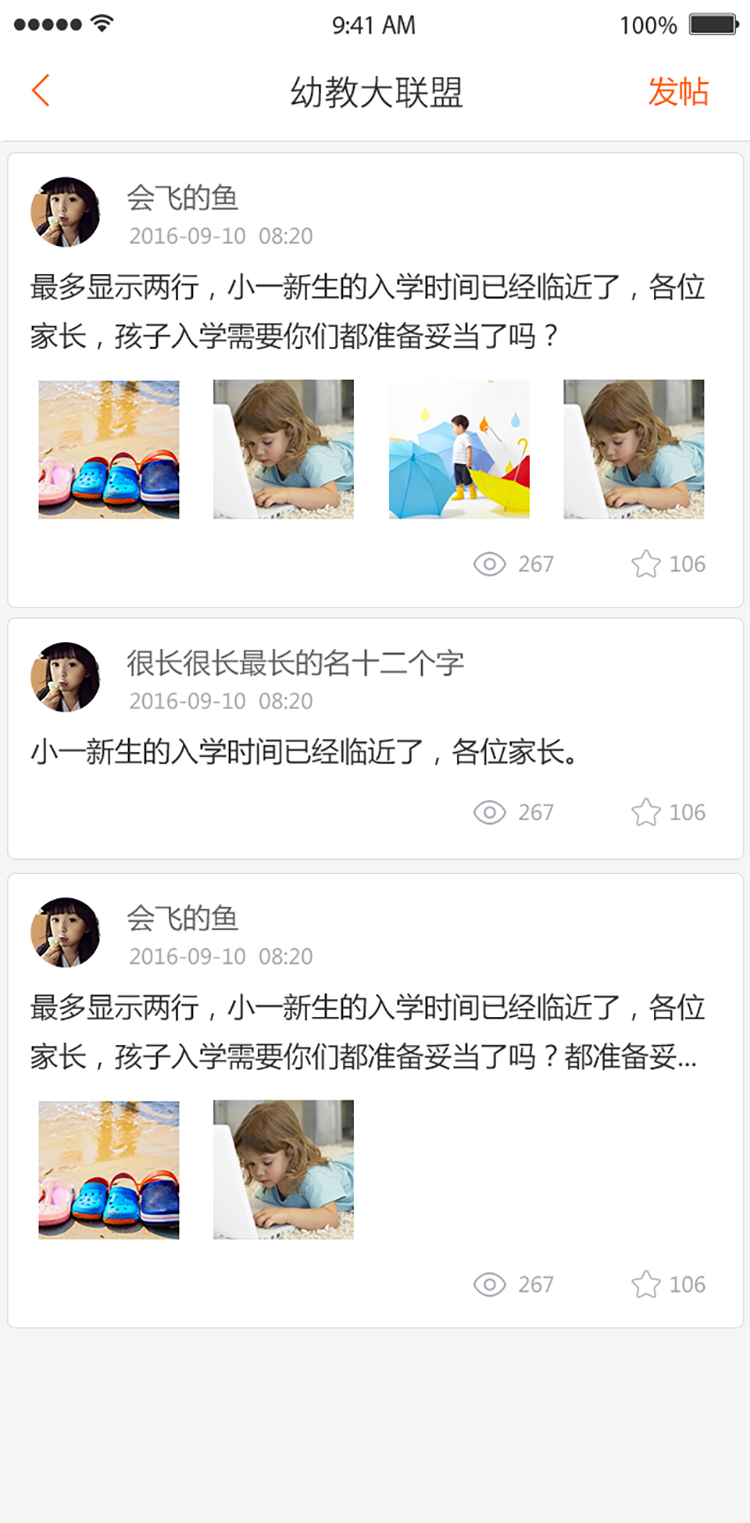 9:41 AM
100%
幼教大联盟
发帖
会飞的鱼
2016-09-10 08:20
最多显示两行，小一新生的入学时间已经临近了，各位
家长，孩子入学需要你们都准备妥当了吗？
267
106
很长很长最长的名十二个字
2016-09-10 08:20
小一新生的入学时间已经临近了，各位家长。
267
106
会飞的鱼
2016-09-10 08:20
最多显示两行，小一新生的入学时间已经临近了，各位
家长，孩子入学需要你们都准备妥当了吗？都准备妥...
267
106